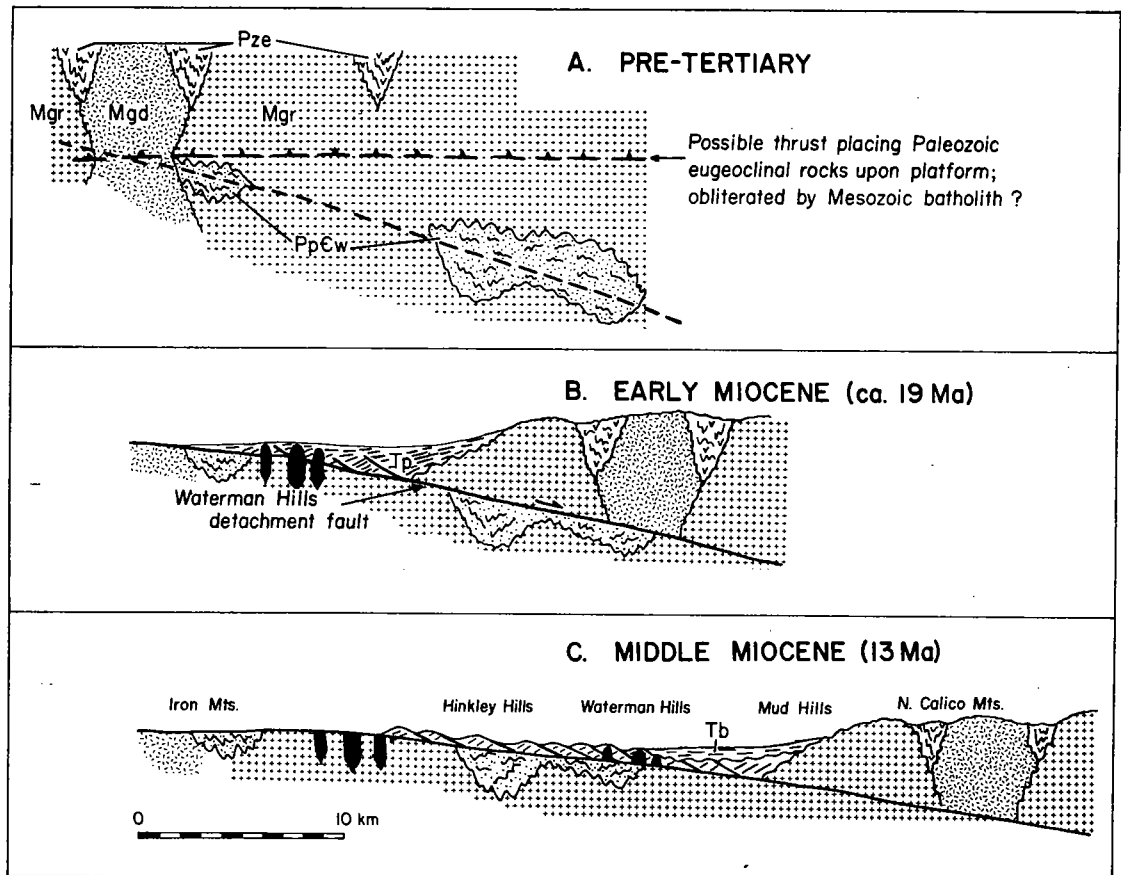 Pze
A. PRE-TERTIARY
Mgr
Mgd
Mgr
Possible thrust placing Paleozoic
eugeoclinal rocks upon platform;
obliterated by Mesozoic batholith ?
Pp€w
B. EARLY MIOCENE (ca. 19 Ma)
Tp
Waterman Hills
detachment fault
C. MIDDLE MIOCENE (13 Ma)
Iron Mts.
Hinkley Hills
Waterman Hills
Mud Hills
N. Calico Mts.
Tb
0
10 km